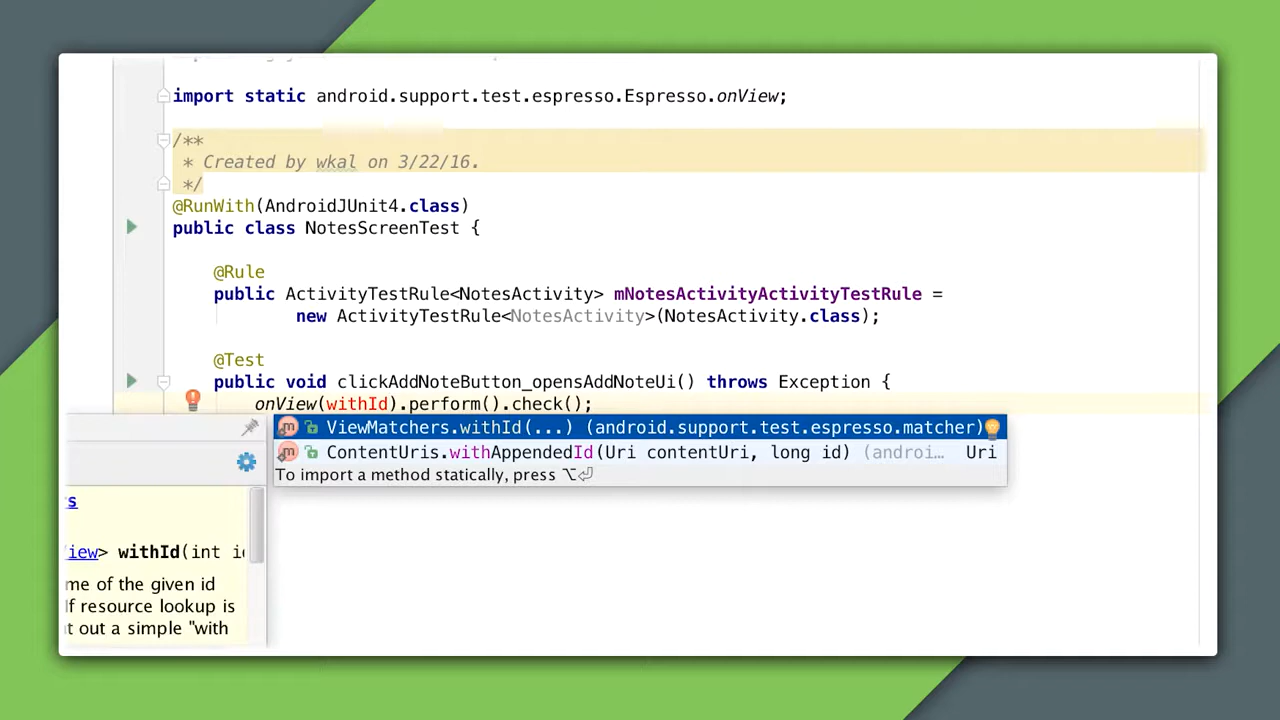 import static android.support.test.espresso.Espresso.onView;
/**
* Created by wkal on 3/22/16.
*/
@RunWith(AndroidJUnit4.class)
public class NotesScreenTest {
@Rule
public ActivityTestRule<NotesActivity> mNotesActivityActivityTestRule =
new ActivityTestRule<NotesActivity>(NotesActivity.class);
@Test
public void clickAddNoteButton_opensAddNoteUi() throws Exception {
onView(withId).perform().check();
ViewMatchers.withId(...) (android.support.test.espresso.matcher)
ContentUris.withAppendedId(Uri contentUri, long id) (androi… Uri
To import a method statically, press ⌥⏎
s
iew> withId(int i
me of the given id
If resource lookup is
t out a simple "with